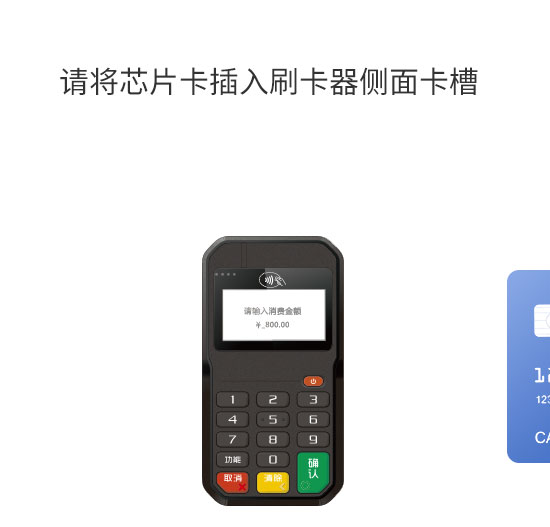 请将芯片卡插入刷卡器侧面卡槽
请输入消费金额
¥_800.00
1 2 3
4 5 6
7 8 9
功能 0 确认
取消 清除
123
CA